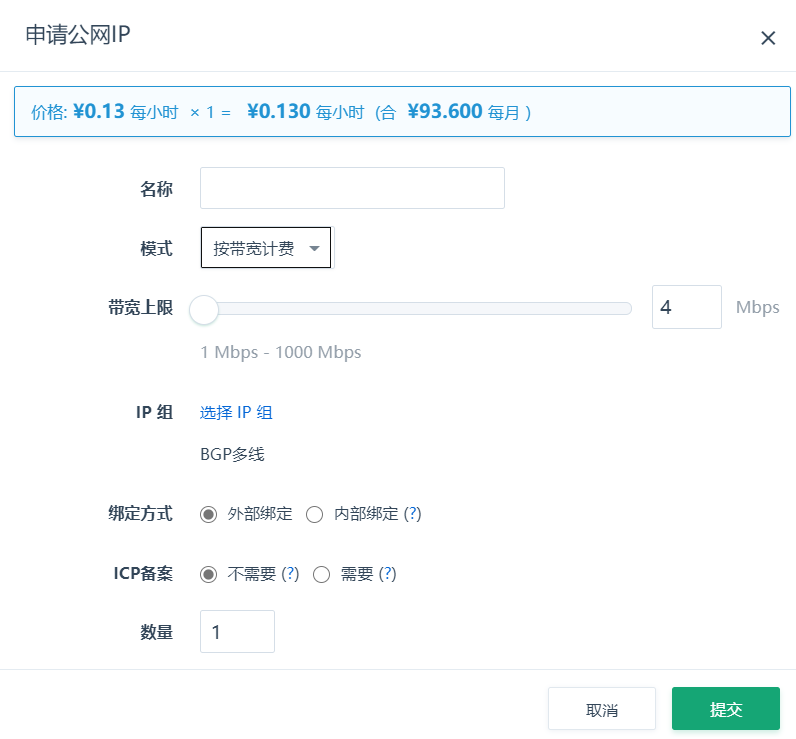 申请公网IP
价格: ¥0.13 每小时 × 1 = ¥0.130 每小时 (合 ¥93.600 每月 )
名称
模式 按带宽计费
带宽上限 4 Mbps
1 Mbps - 1000 Mbps
IP 组 选择 IP 组
BGP多线
绑定方式 外部绑定 内部绑定 (?)
ICP备案 不需要 (?) 需要 (?)
数量 1
取消 提交